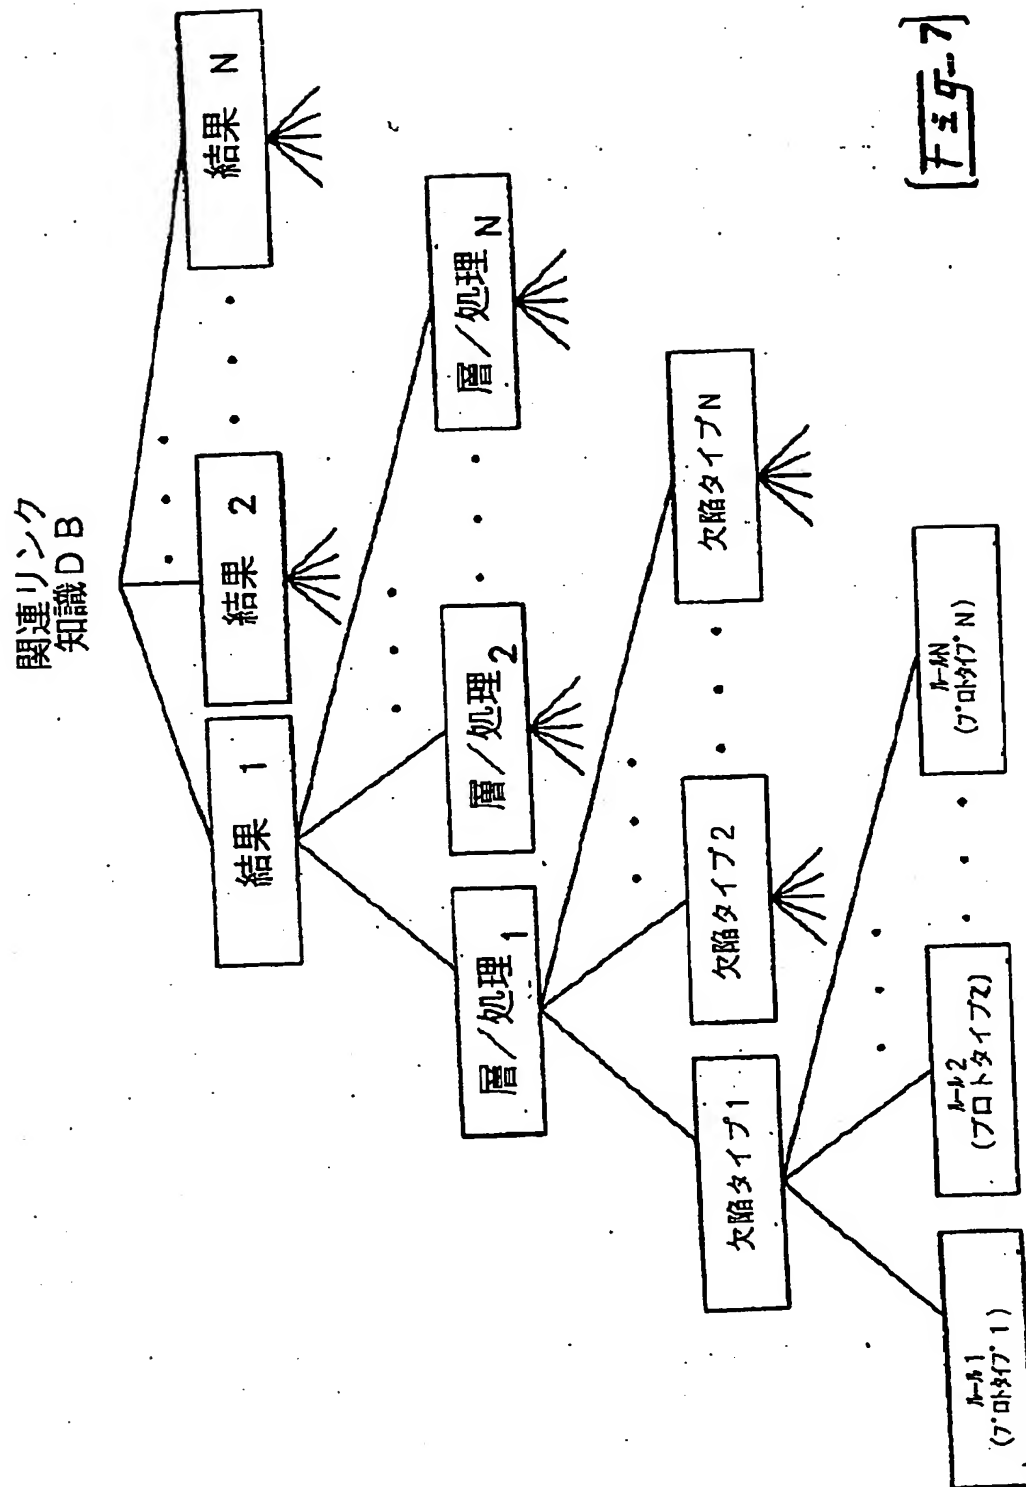 関連リンク
知識DB
結果 1
結果 2
結果 N
層／処理1
層／処理2
層／処理N
欠陥タイプ1
欠陥タイプ2
欠陥タイプN
ルール1
(プロトタイプ1)
ルール2
(プロトタイプ2)
ルールN
(プロトタイプN)
[Fig-7]